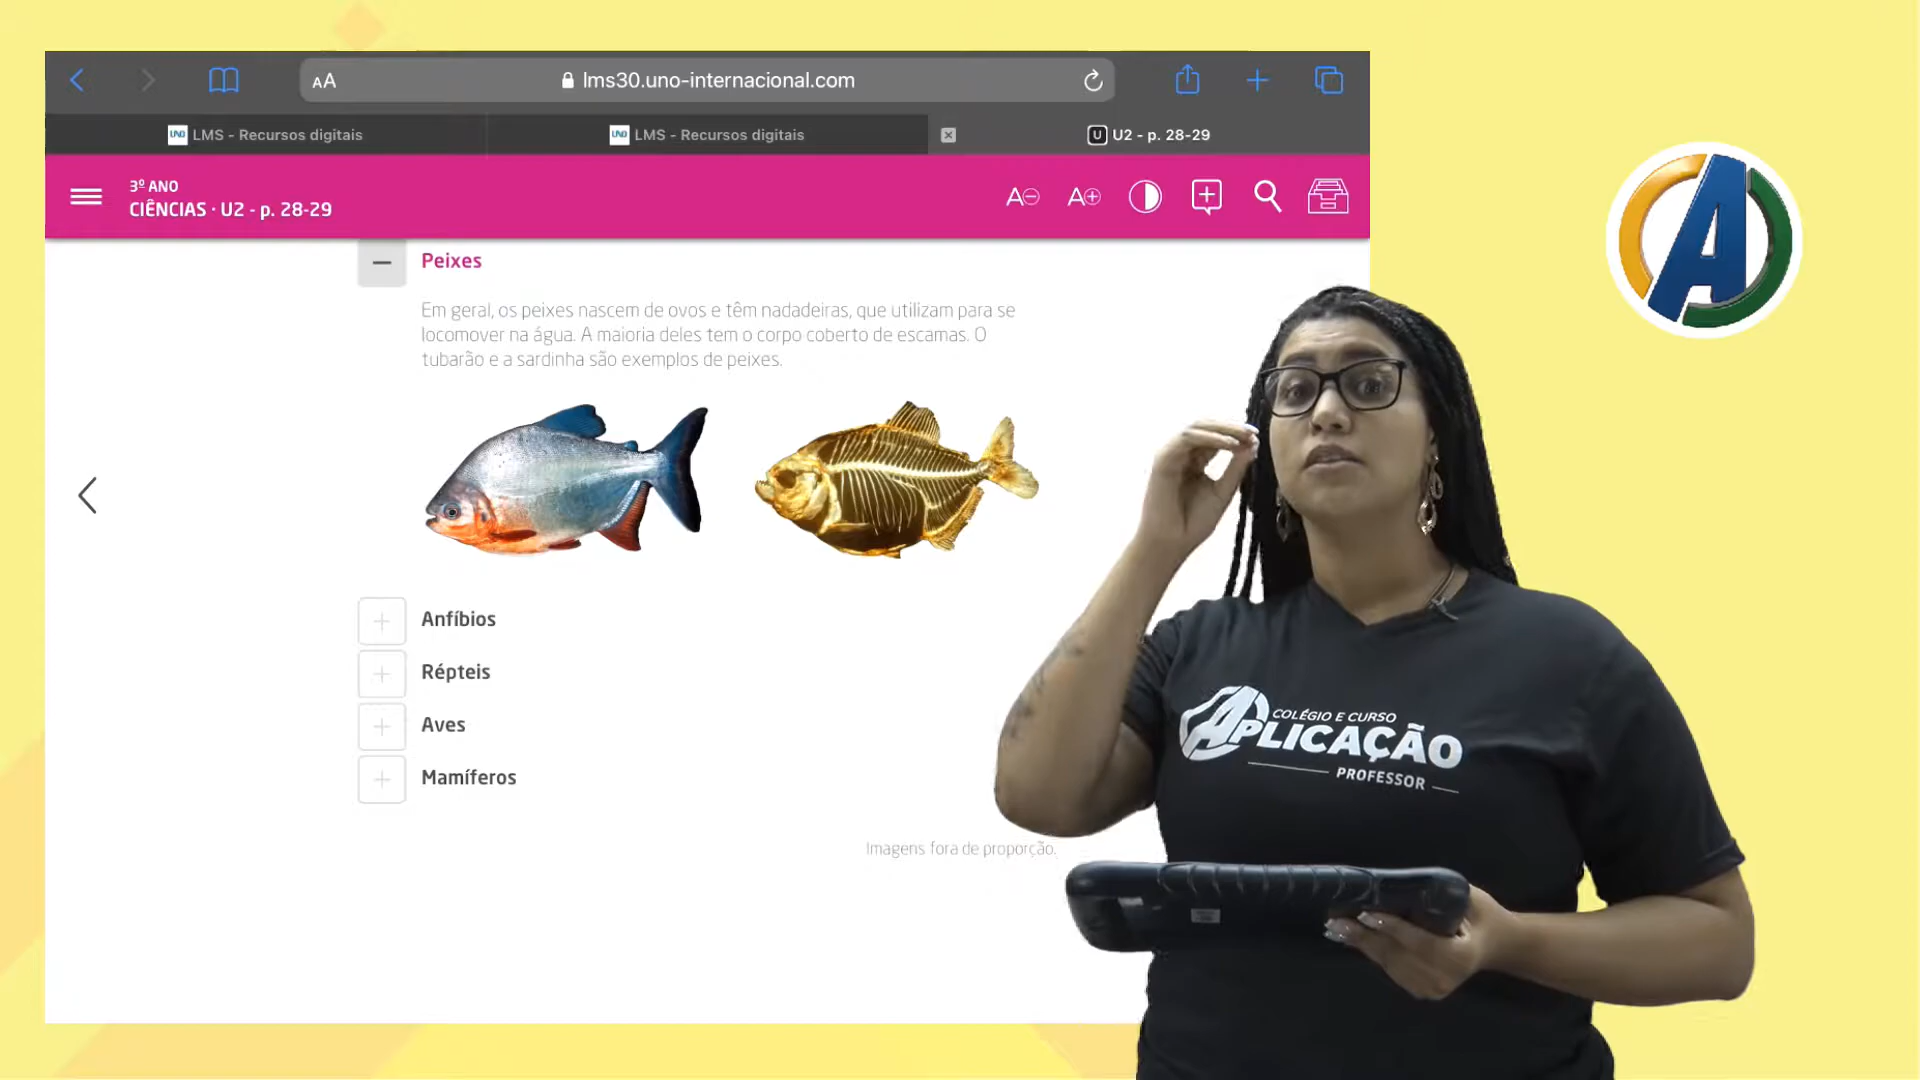 AA
lms30.uno-internacional.com
UNO LMS - Recursos digitais
UNO LMS - Recursos digitais
U U2 - p. 28-29
3º ANO
CIÊNCIAS · U2 - p. 28-29
A
A
Peixes
Em geral, os peixes nascem de ovos e têm nadadeiras, que utilizam para se
locomover na água. A maioria deles tem o corpo coberto de escamas. O
tubarão e a sardinha são exemplos de peixes.
Anfíbios
Répteis
Aves
Mamíferos
Imagens fora de proporção.
A
COLÉGIO E CURSO
APLICAÇÃO
PROFESSOR